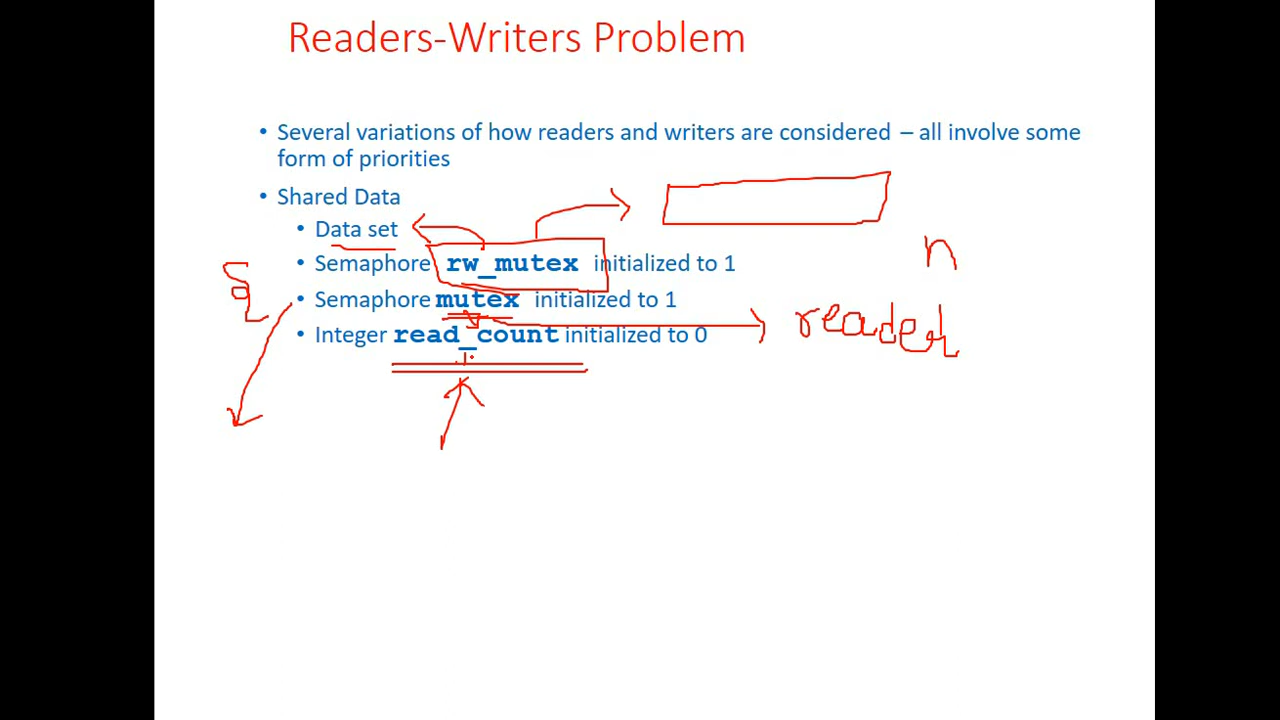 Readers-Writers Problem
• Several variations of how readers and writers are considered – all involve some
form of priorities
• Shared Data
• Data set
• Semaphore rw_mutex initialized to 1
n
• Semaphore mutex initialized to 1
• Integer read_count initialized to 0
reader